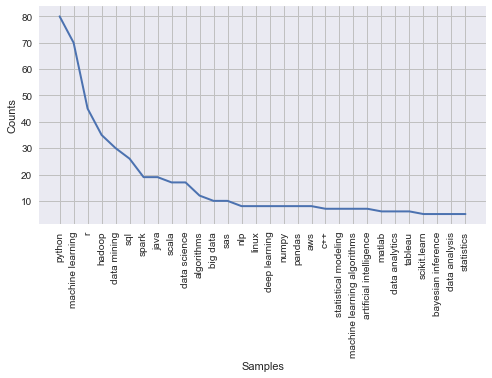 80
70
60
50
40
30
20
10
Counts
python
machine learning
r
hadoop
data mining
sql
spark
java
scala
data science
algorithms
big data
sas
nlp
linux
deep learning
numpy
pandas
aws
c++
statistical modeling
machine learning algorithms
artificial intelligence
matlab
data analytics
tableau
scikit.learn
bayesian inference
data analysis
statistics
Samples